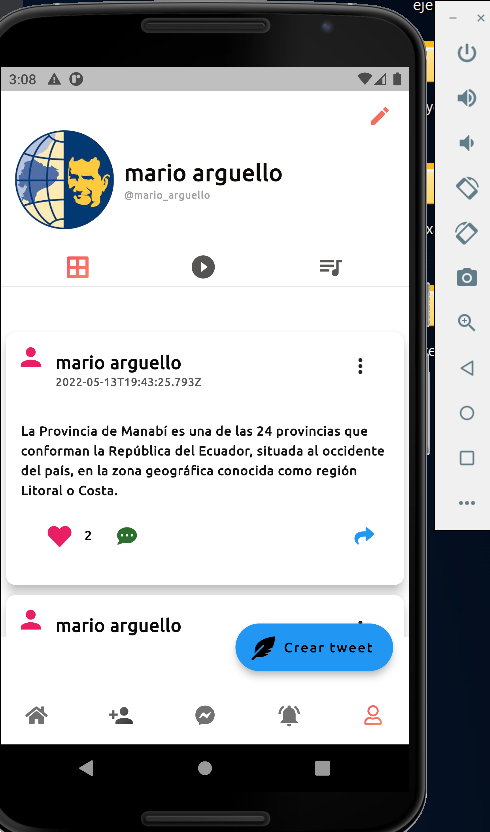 eje
3:08
y
mario arguello
@mario_arguello
x
re
mario arguello
2022-05-13T19:43:25.793Z
La Provincia de Manabí es una de las 24 provincias que
conforman la República del Ecuador, situada al occidente
del país, en la zona geográfica conocida como región
Litoral o Costa.
2
mario arguello
Crear tweet